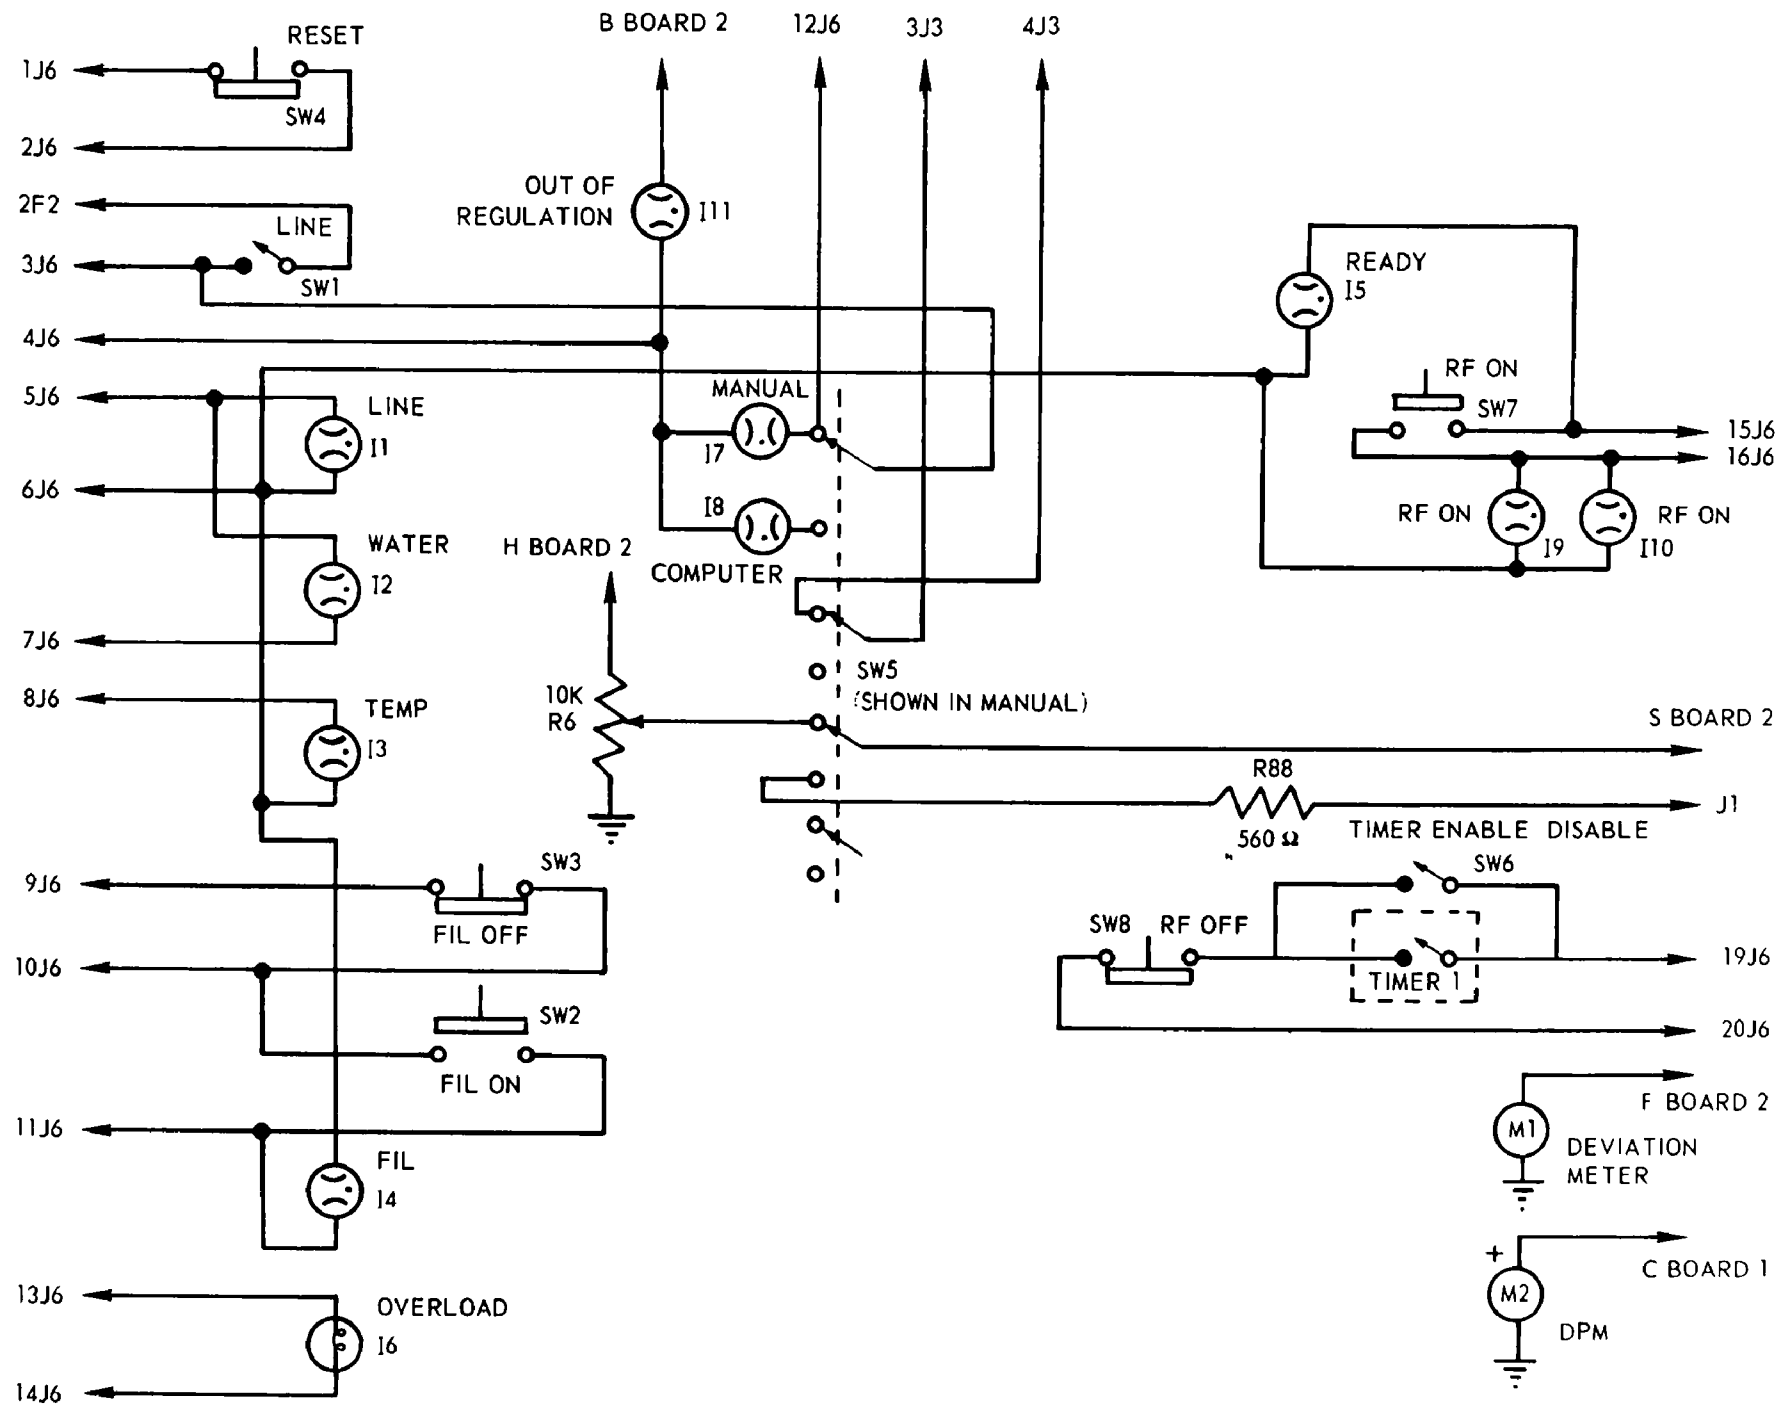 B BOARD 2
12J6
3J3
4J3
RESET
1J6
SW4
2J6
2F2
LINE
3J6
SW1
OUT OF
REGULATION
I11
4J6
READY
I5
5J6
LINE
I1
6J6
MANUAL
I7
I8
COMPUTER
RF ON
SW7
15J6
16J6
RF ON
I9
RF ON
I10
WATER
I2
7J6
H BOARD 2
8J6
TEMP
I3
10K
R6
SW5
(SHOWN IN MANUAL)
S BOARD 2
R88
560 Ω
J1
TIMER ENABLE DISABLE
SW6
9J6
SW3
FIL OFF
10J6
SW2
FIL ON
SW8
RF OFF
TIMER 1
19J6
20J6
11J6
FIL
I4
F BOARD 2
M1
DEVIATION
METER
+
C BOARD 1
M2
DPM
13J6
OVERLOAD
I6
14J6